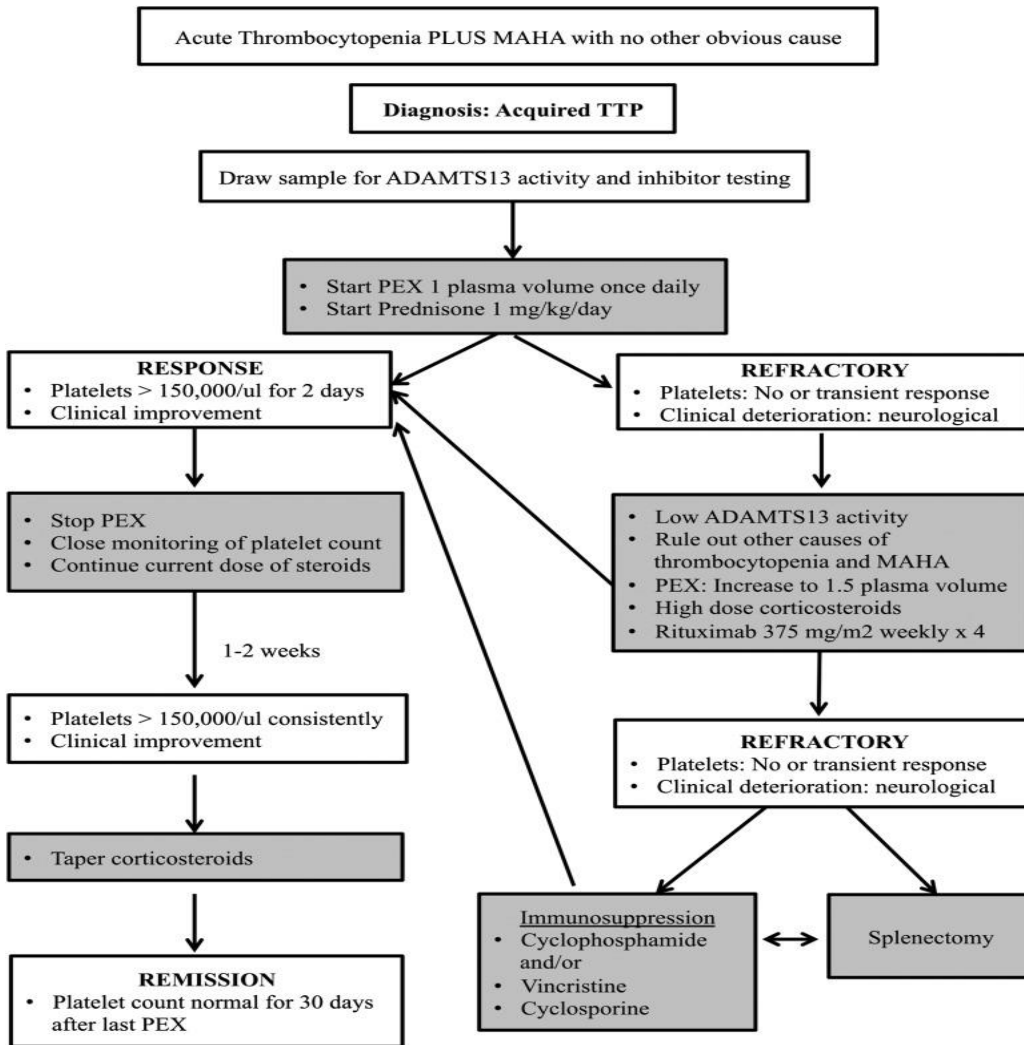 Acute Thrombocytopenia PLUS MAHA with no other obvious cause
Diagnosis: Acquired TTP
Draw sample for ADAMTS13 activity and inhibitor testing
• Start PEX 1 plasma volume once daily
• Start Prednisone 1 mg/kg/day
RESPONSE
• Platelets > 150,000/ul for 2 days
• Clinical improvement
REFRACTORY
• Platelets: No or transient response
• Clinical deterioration: neurological
• Stop PEX
• Close monitoring of platelet count
• Continue current dose of steroids
• Low ADAMTS13 activity
• Rule out other causes of
thrombocytopenia and MAHA
• PEX: Increase to 1.5 plasma volume
• High dose corticosteroids
• Rituximab 375 mg/m2 weekly x 4
1-2 weeks
• Platelets > 150,000/ul consistently
• Clinical improvement
REFRACTORY
• Platelets: No or transient response
• Clinical deterioration: neurological
• Taper corticosteroids
Immunosuppression
• Cyclophosphamide
and/or
• Vincristine
• Cyclosporine
Splenectomy
REMISSION
• Platelet count normal for 30 days
after last PEX